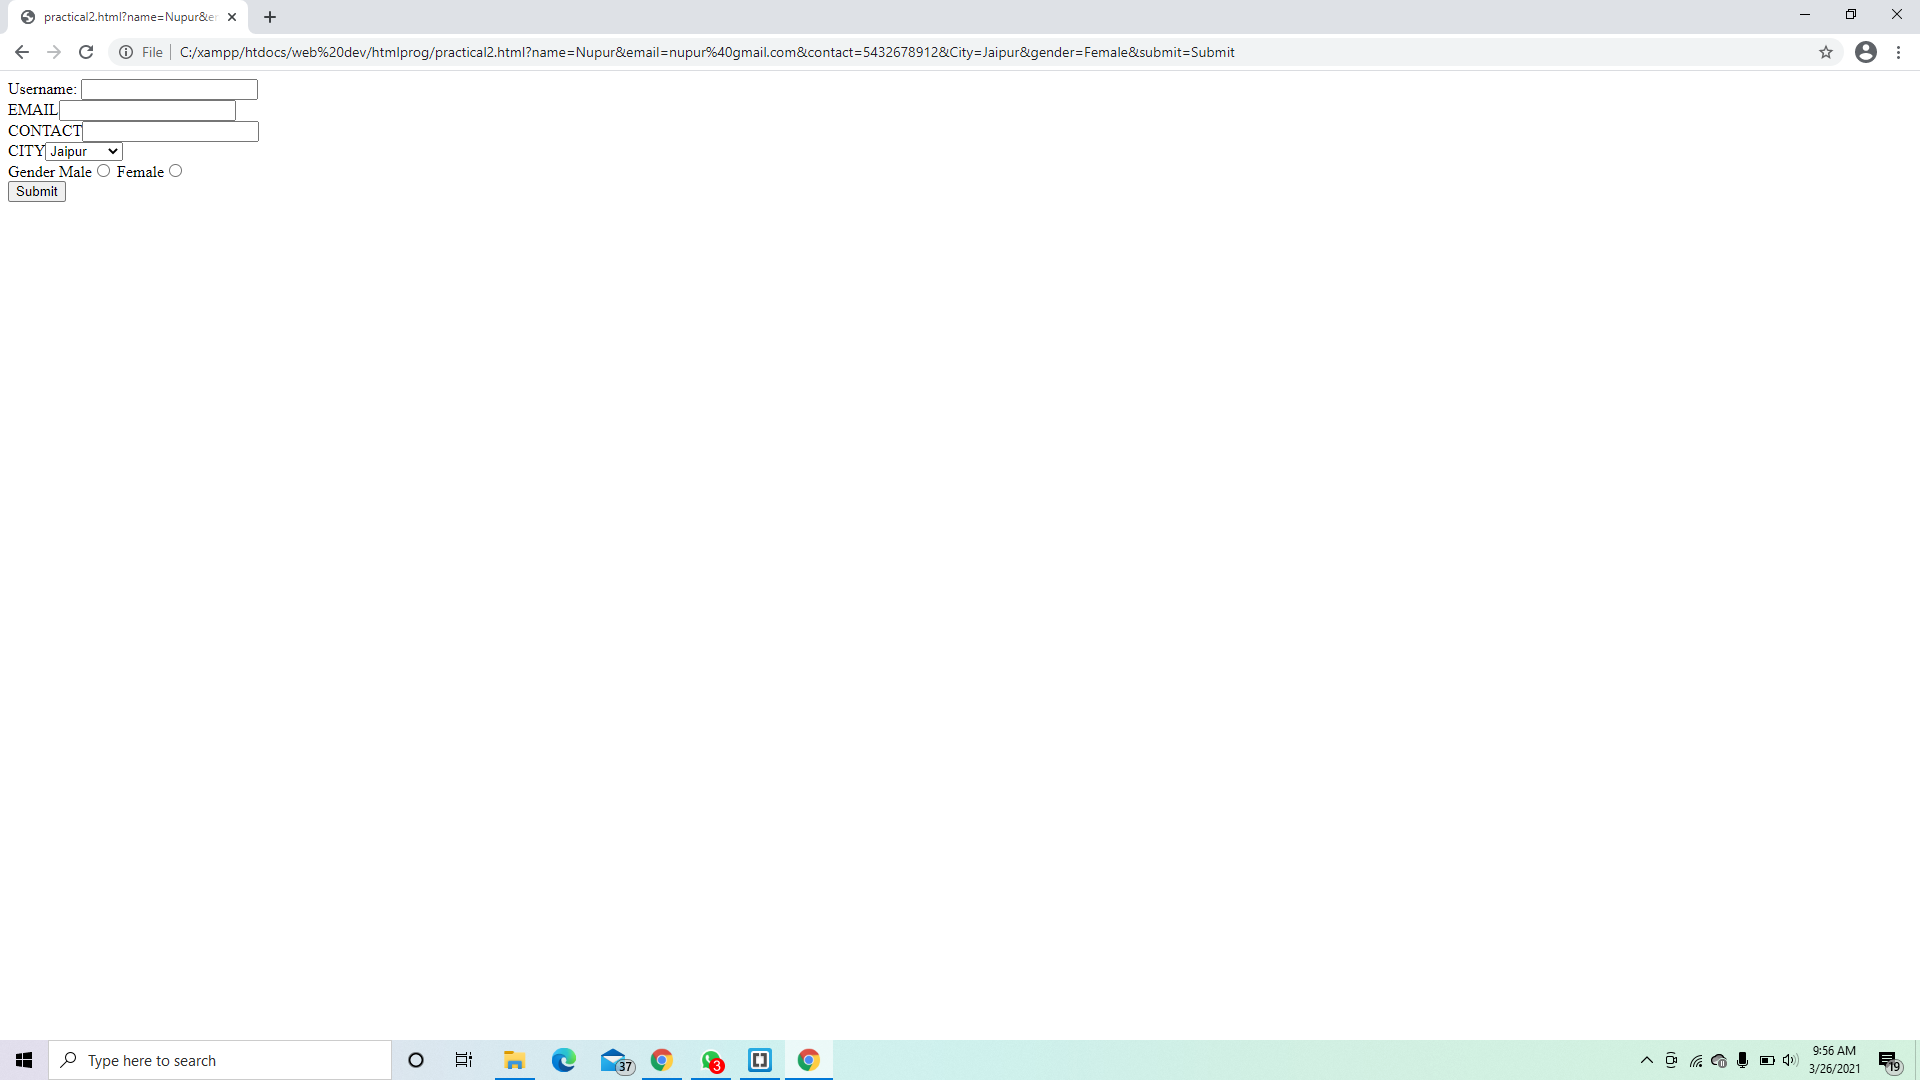 practical2.html?name=Nupur&e
File
C:/xampp/htdocs/web%20dev/htmlprog/practical2.html?name=Nupur&email=nupur%40gmail.com&contact=5432678912&City=Jaipur&gender=Female&submit=Submit
Username:
EMAIL
CONTACT
CITY Jaipur
Gender Male Female
Submit
Type here to search
37
3
9:56 AM
3/26/2021
19